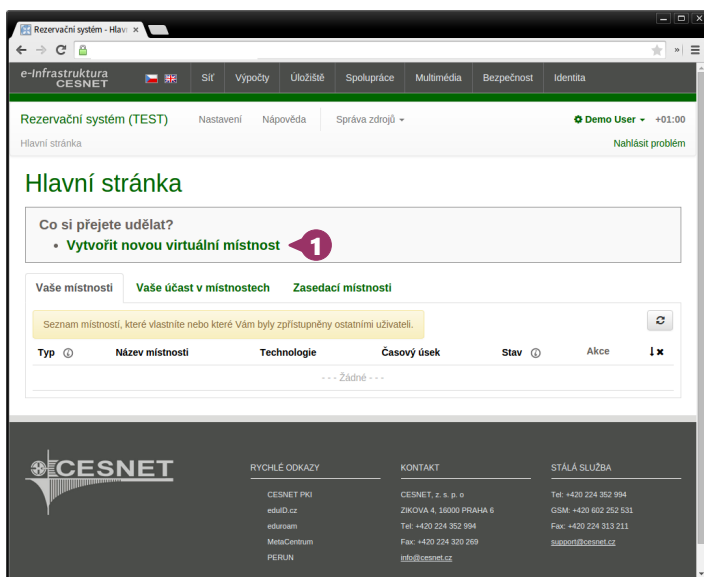 Rezervační systém - Hlav
e-Infrastruktura
CESNET
Síť Výpočty Úložiště Spolupráce Multimédia Bezpečnost Identita
Rezervační systém (TEST) Nastavení Nápověda Správa zdrojů Demo User +01:00
Hlavní stránka Nahlásit problém
Hlavní stránka
Co si přejete udělat?
• Vytvořit novou virtuální místnost 1
Vaše místnosti Vaše účast v místnostech Zasedací místnosti
Seznam místností, které vlastníte nebo které Vám byly zpřístupněny ostatními uživateli.
Typ Název místnosti Technologie Časový úsek Stav Akce
- - - Žádné - - -
CESNET
RYCHLÉ ODKAZY
CESNET PKI
eduID.cz
eduroam
MetaCentrum
PERUN
KONTAKT
CESNET, z. s. p. o
ZIKOVA 4, 16000 PRAHA 6
Tel: +420 224 352 994
Fax: +420 224 320 269
info@cesnet.cz
STÁLÁ SLUŽBA
Tel: +420 224 352 994
GSM: +420 602 252 531
Fax: +420 224 313 211
support@cesnet.cz